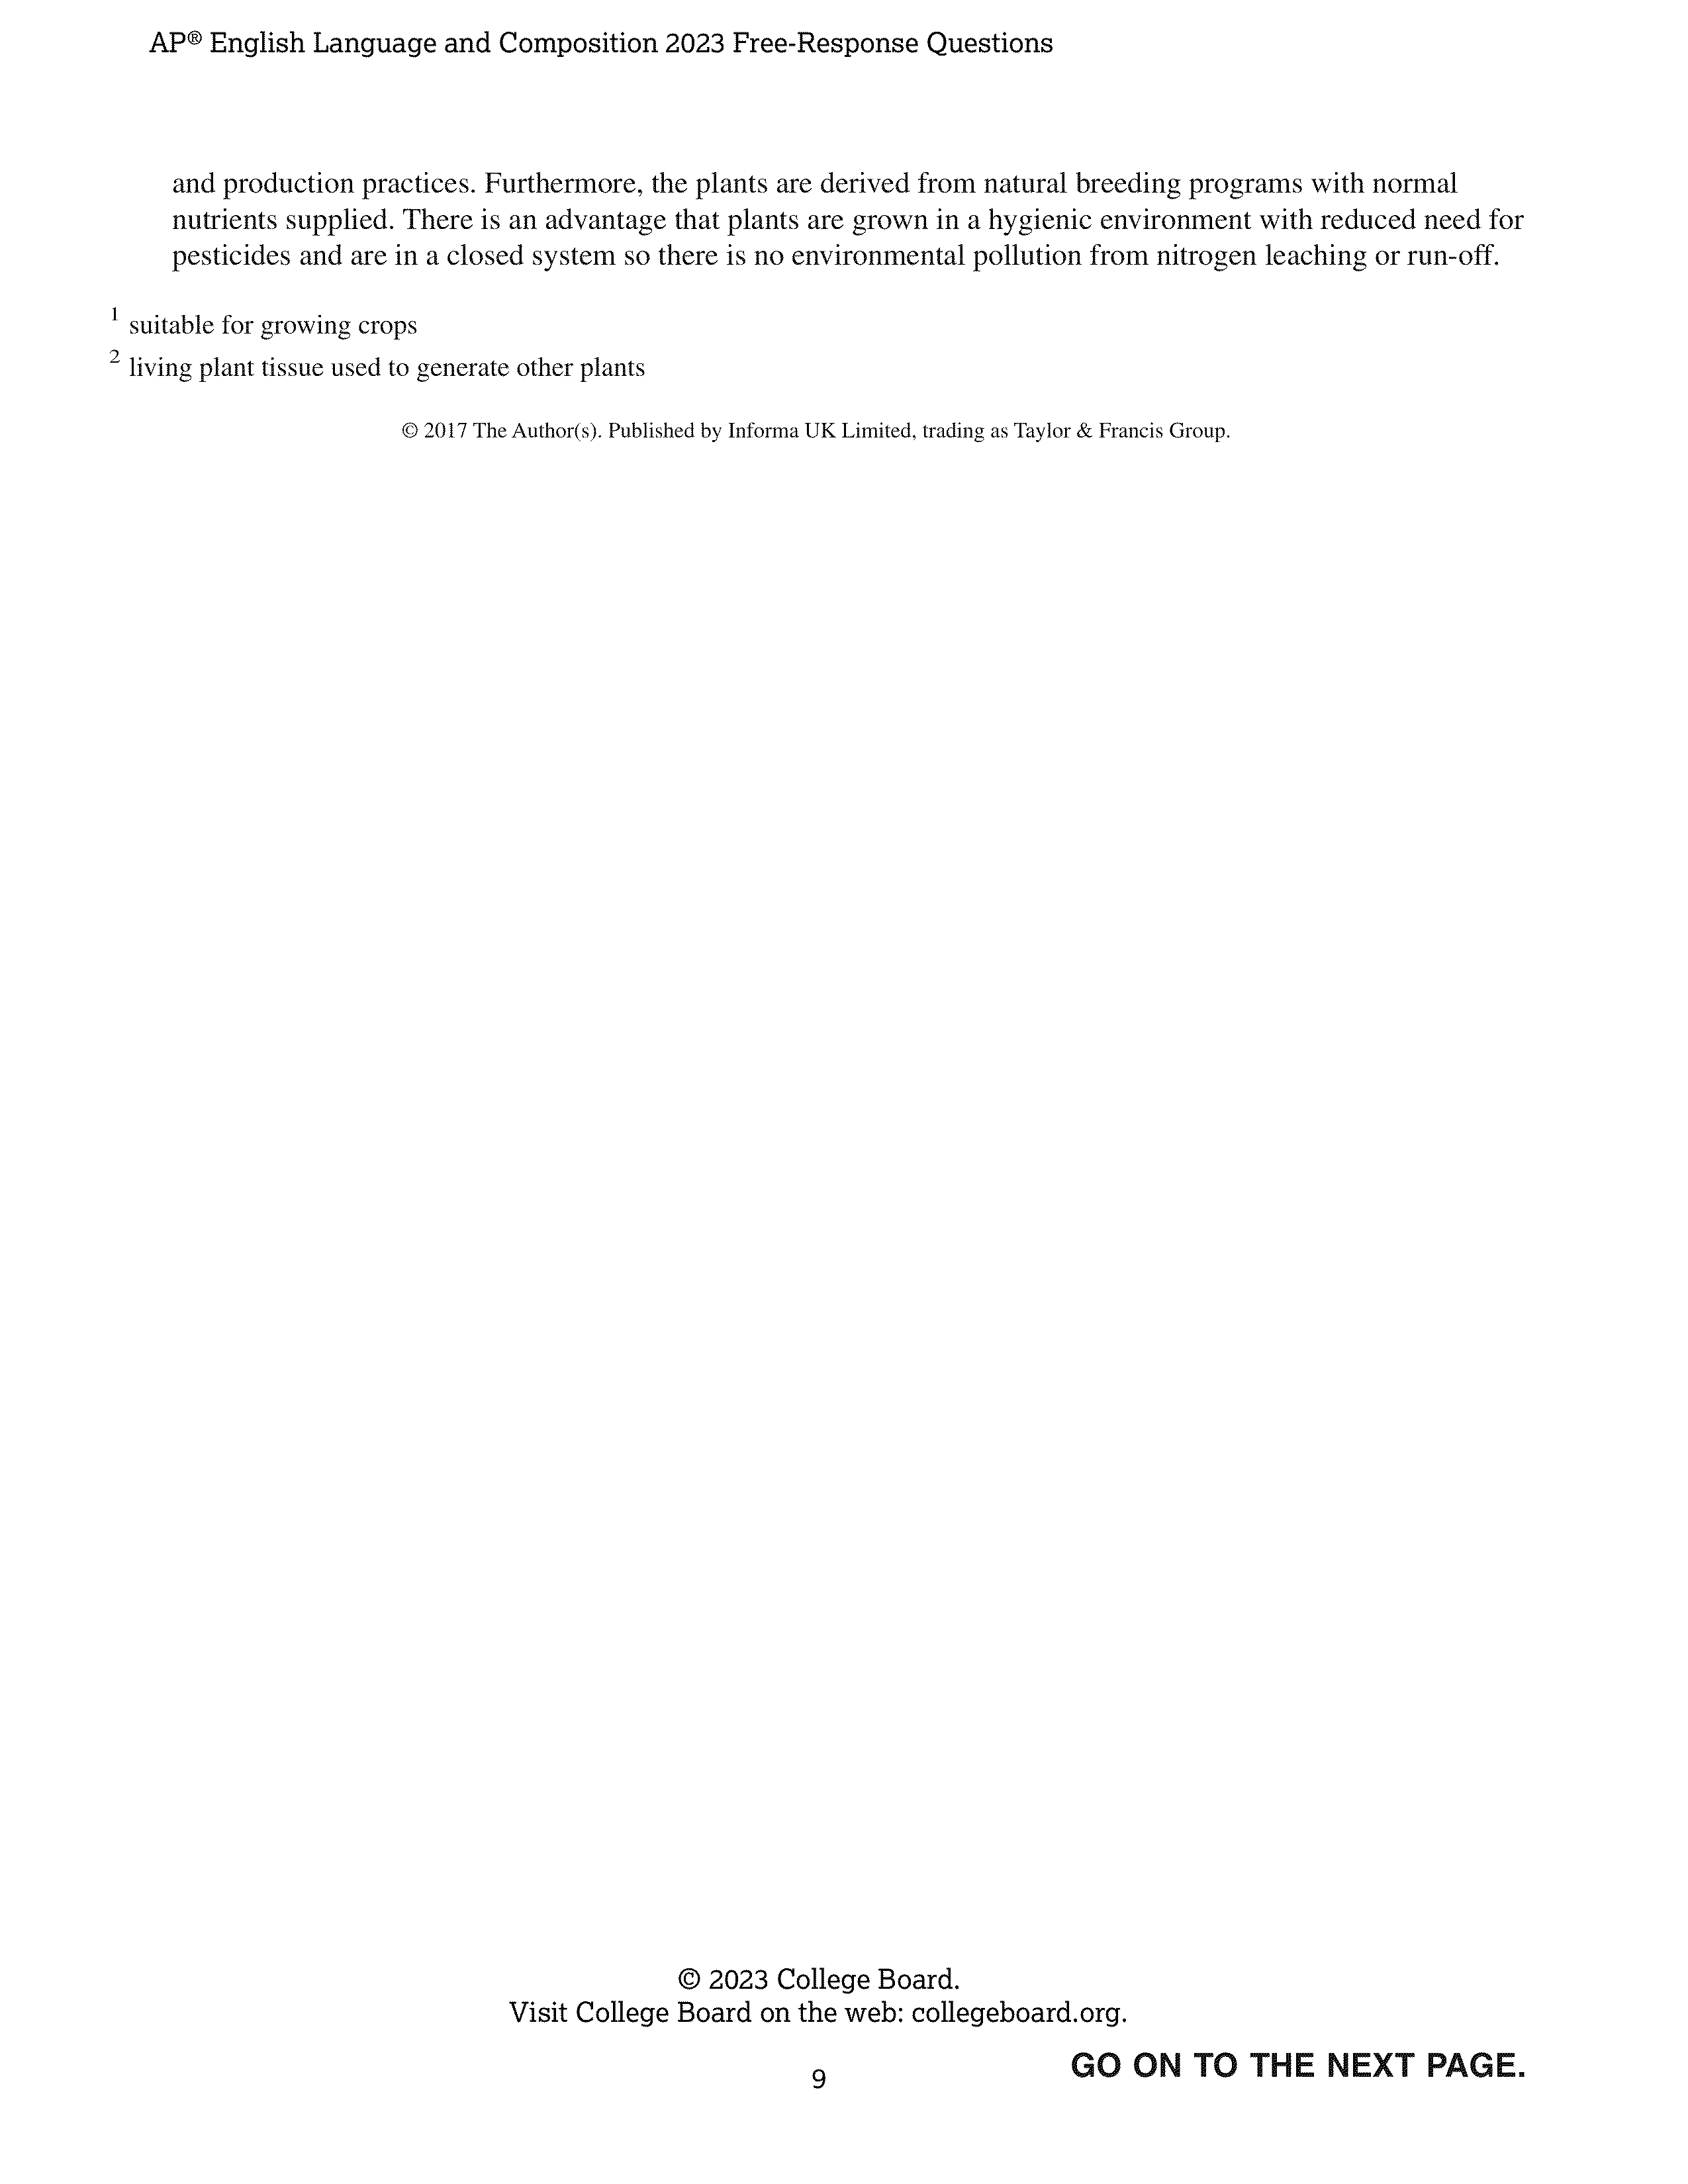 AP® English Language and Composition 2023 Free-Response Questions
and production practices. Furthermore, the plants are derived from natural breeding programs with normal
nutrients supplied. There is an advantage that plants are grown in a hygienic environment with reduced need for
pesticides and are in a closed system so there is no environmental pollution from nitrogen leaching or run-off.
1 suitable for growing crops
2 living plant tissue used to generate other plants
© 2017 The Author(s). Published by Informa UK Limited, trading as Taylor & Francis Group.
© 2023 College Board.
Visit College Board on the web: collegeboard.org.
GO ON TO THE NEXT PAGE.
9